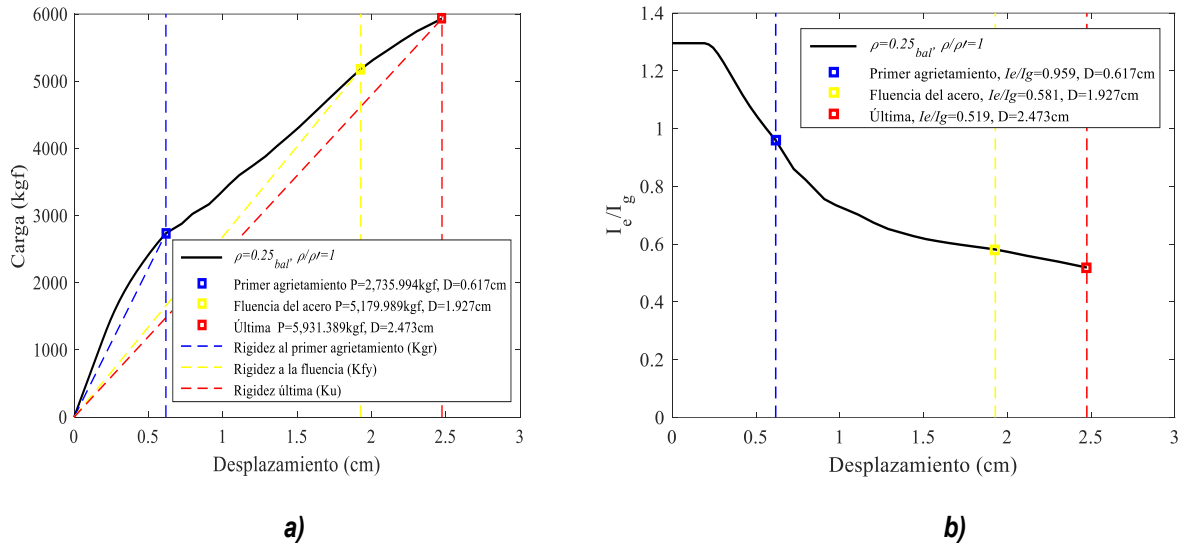 6000
5000
4000
3000
2000
1000
0
Carga (kgf)
ρ=0.25bal, ρ/ρ′=1
Primer agrietamiento P=2,735.994kgf, D=0.617cm
Fluencia del acero P=5,179.989kgf, D=1.927cm
Última P=5,931.389kgf, D=2.473cm
Rigidez al primer agrietamiento (Kgr)
Rigidez a la fluencia (Kfy)
Rigidez última (Ku)
0 0.5 1 1.5 2 2.5 3
Desplazamiento (cm)
a)
1.4
1.2
1
0.8
0.6
0.4
0.2
0
Ie/Ig
ρ=0.25bal, ρ/ρ′=1
Primer agrietamiento, Ie/Ig=0.959, D=0.617cm
Fluencia del acero, Ie/Ig=0.581, D=1.927cm
Última, Ie/Ig=0.519, D=2.473cm
0 0.5 1 1.5 2 2.5 3
Desplazamiento (cm)
b)